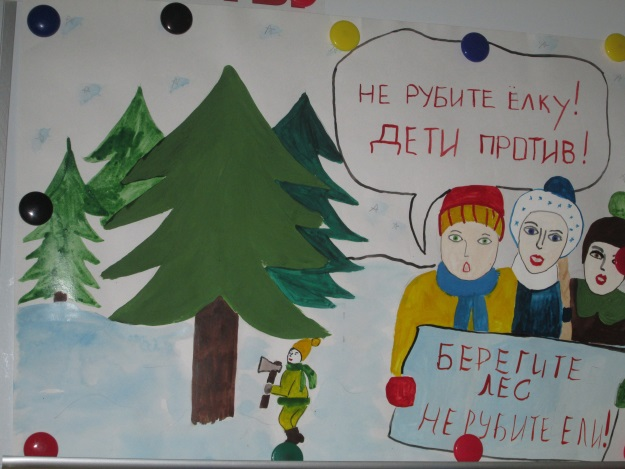 НЕ РУБИТЕ ЁЛКУ!
ДЕТИ ПРОТИВ!
БЕРЕГИТЕ
ЛЕС
НЕ РУБИТЕ ЕЛИ!